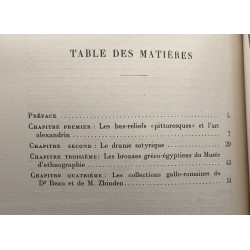 TABLE DES MATIÈRES
PRÉFACE 5
CHAPITRE PREMIER : Les bas-reliefs «pittoresques» et l'art
alexandrin 7
CHAPITRE SECOND : Le drame satyrique 29
CHAPITRE TROISIÈME : Les bronzes gréco-égyptiens du Musée
d'ethnographie 43
CHAPITRE QUATRIÈME : Les collections gallo-romaines du
Dr Beau et de M. Zbinden 51